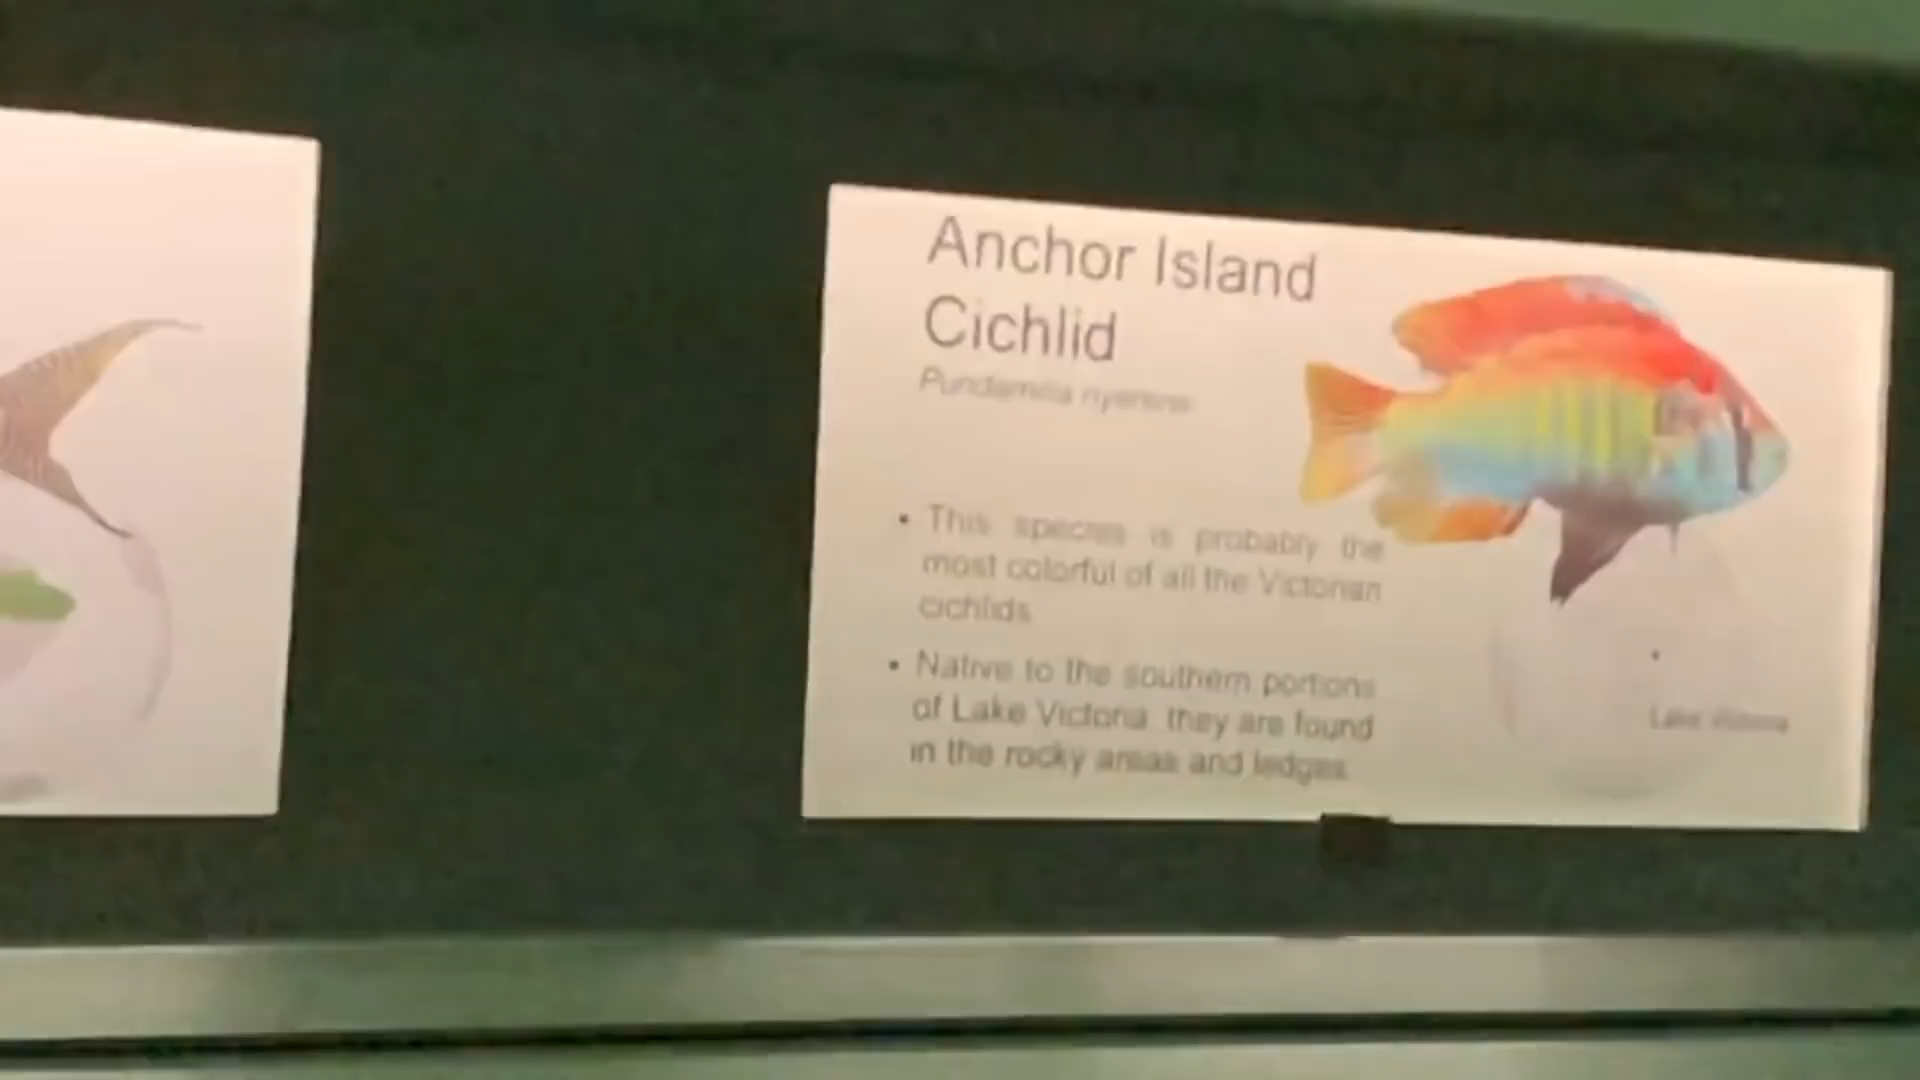 Anchor Island
Cichlid
Pundamilia nyererei
• This species is probably the
most colorful of all the Victorian
cichlids.
• Native to the southern portions
of Lake Victoria, they are found
in the rocky areas and ledges.
Lake Victoria